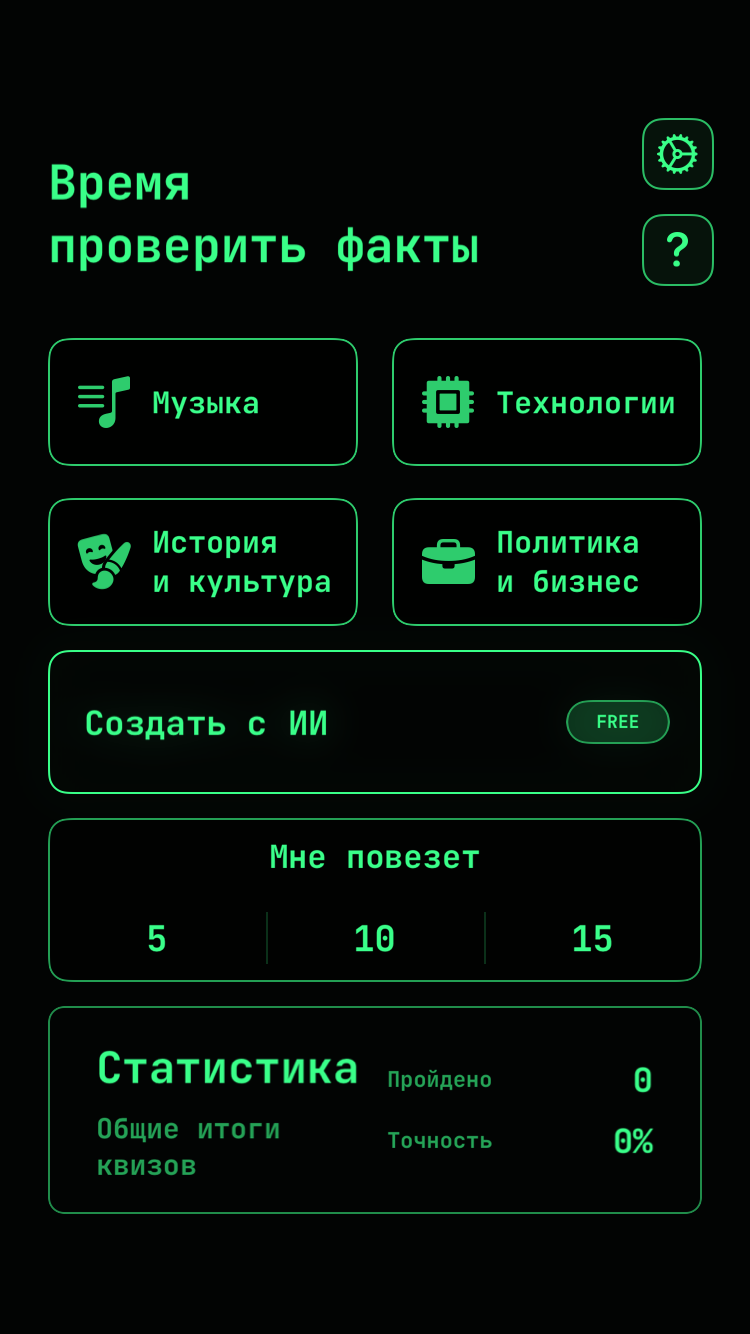 Время
проверить факты
?
Музыка
Технологии
История
и культура
Политика
и бизнес
Создать с ИИ
FREE
Мне повезет
5
10
15
Статистика
Общие итоги
квизов
Пройдено
0
Точность
0%